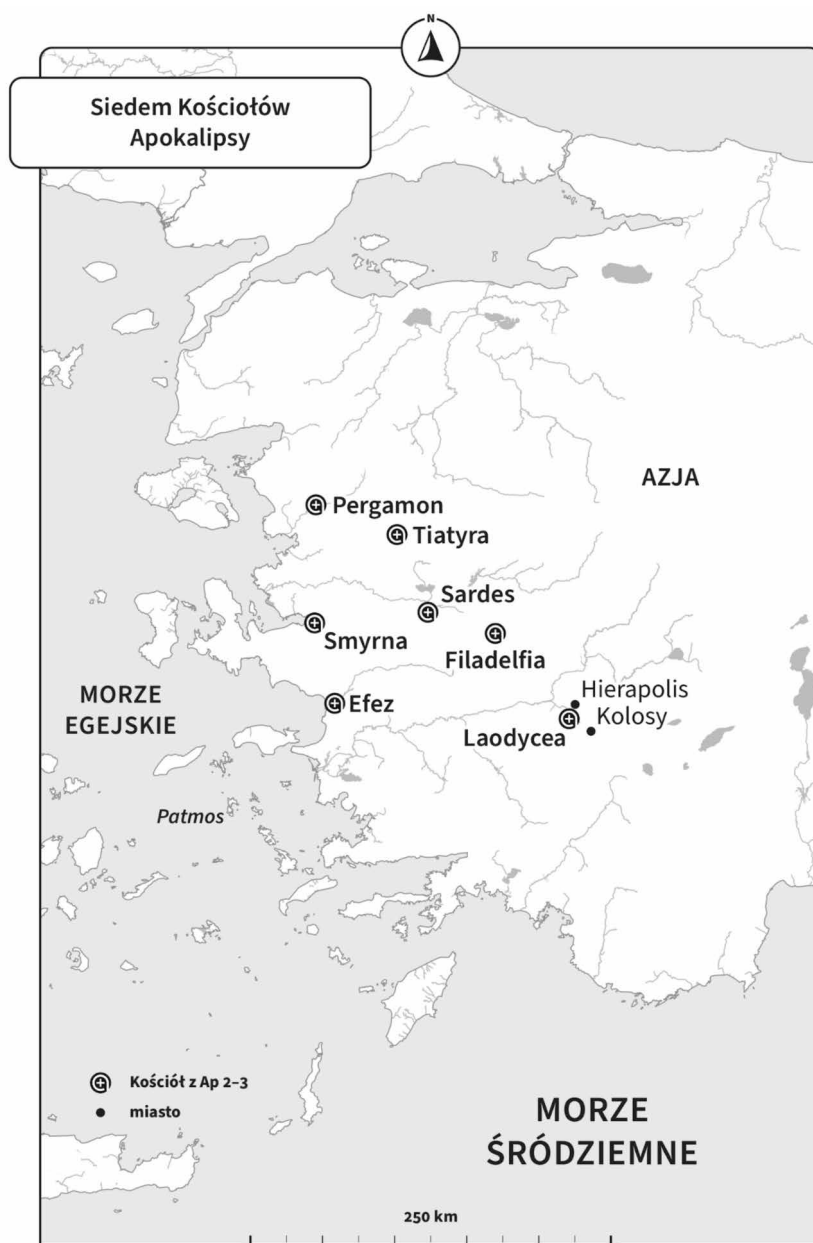 N
Siedem Kościołów
Apokalipsy
AZJA
Pergamon
Tiatyra
Sardes
Smyrna
Filadelfia
Hierapolis
MORZE
EGEJSKIE
Efez
Kolosy
Laodycea
Patmos
Kościół z Ap 2–3
miasto
MORZE
ŚRÓDZIEMNE
250 km